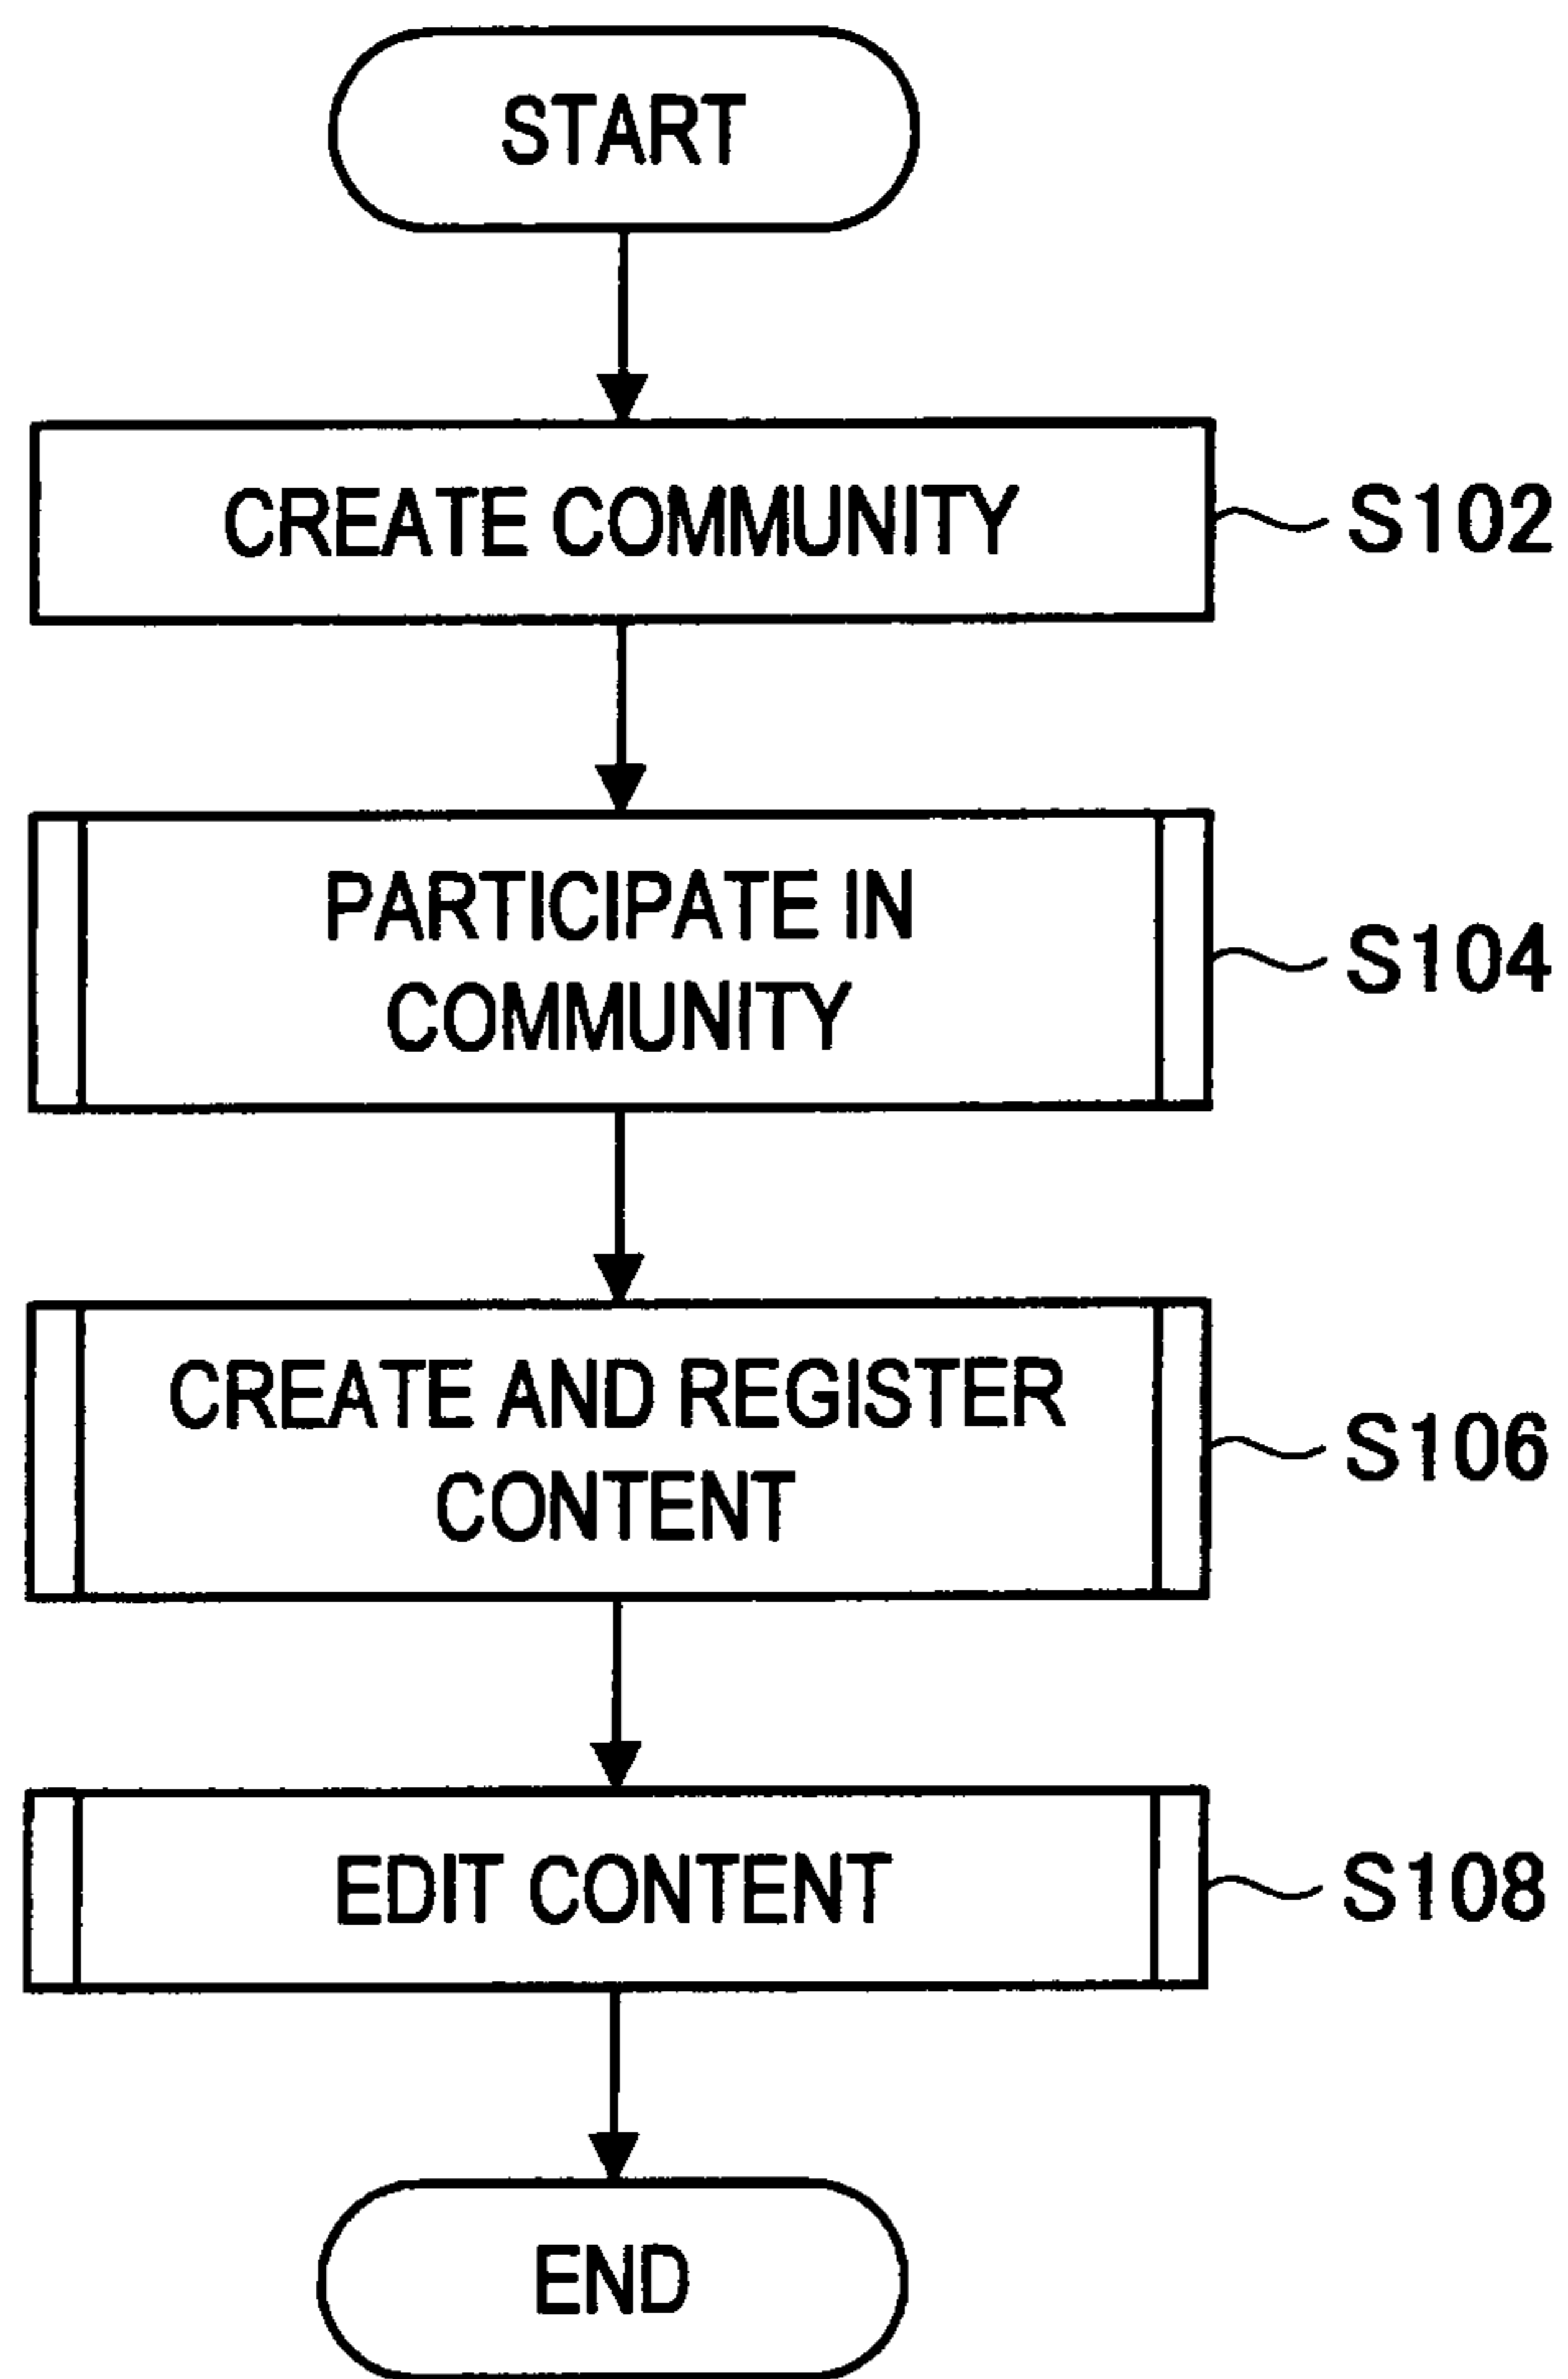 START
CREATE COMMUNITY
S102
PARTICIPATE IN
COMMUNITY
S104
CREATE AND REGISTER
CONTENT
S106
EDIT CONTENT
S108
END